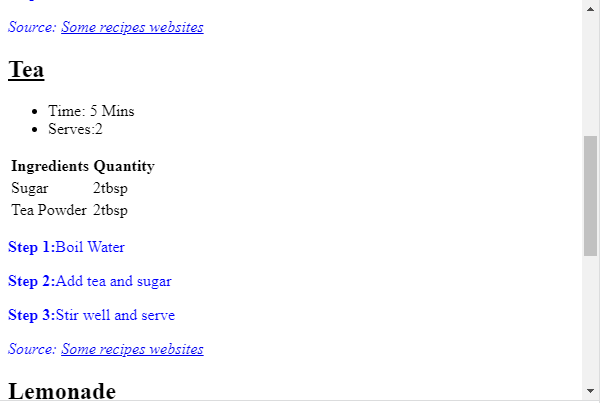 Source: Some recipes websites
Tea
Time: 5 Mins
Serves:2
Ingredients Quantity
Sugar 2tbsp
Tea Powder 2tbsp
Step 1:Boil Water
Step 2:Add tea and sugar
Step 3:Stir well and serve
Source: Some recipes websites
Lemonade